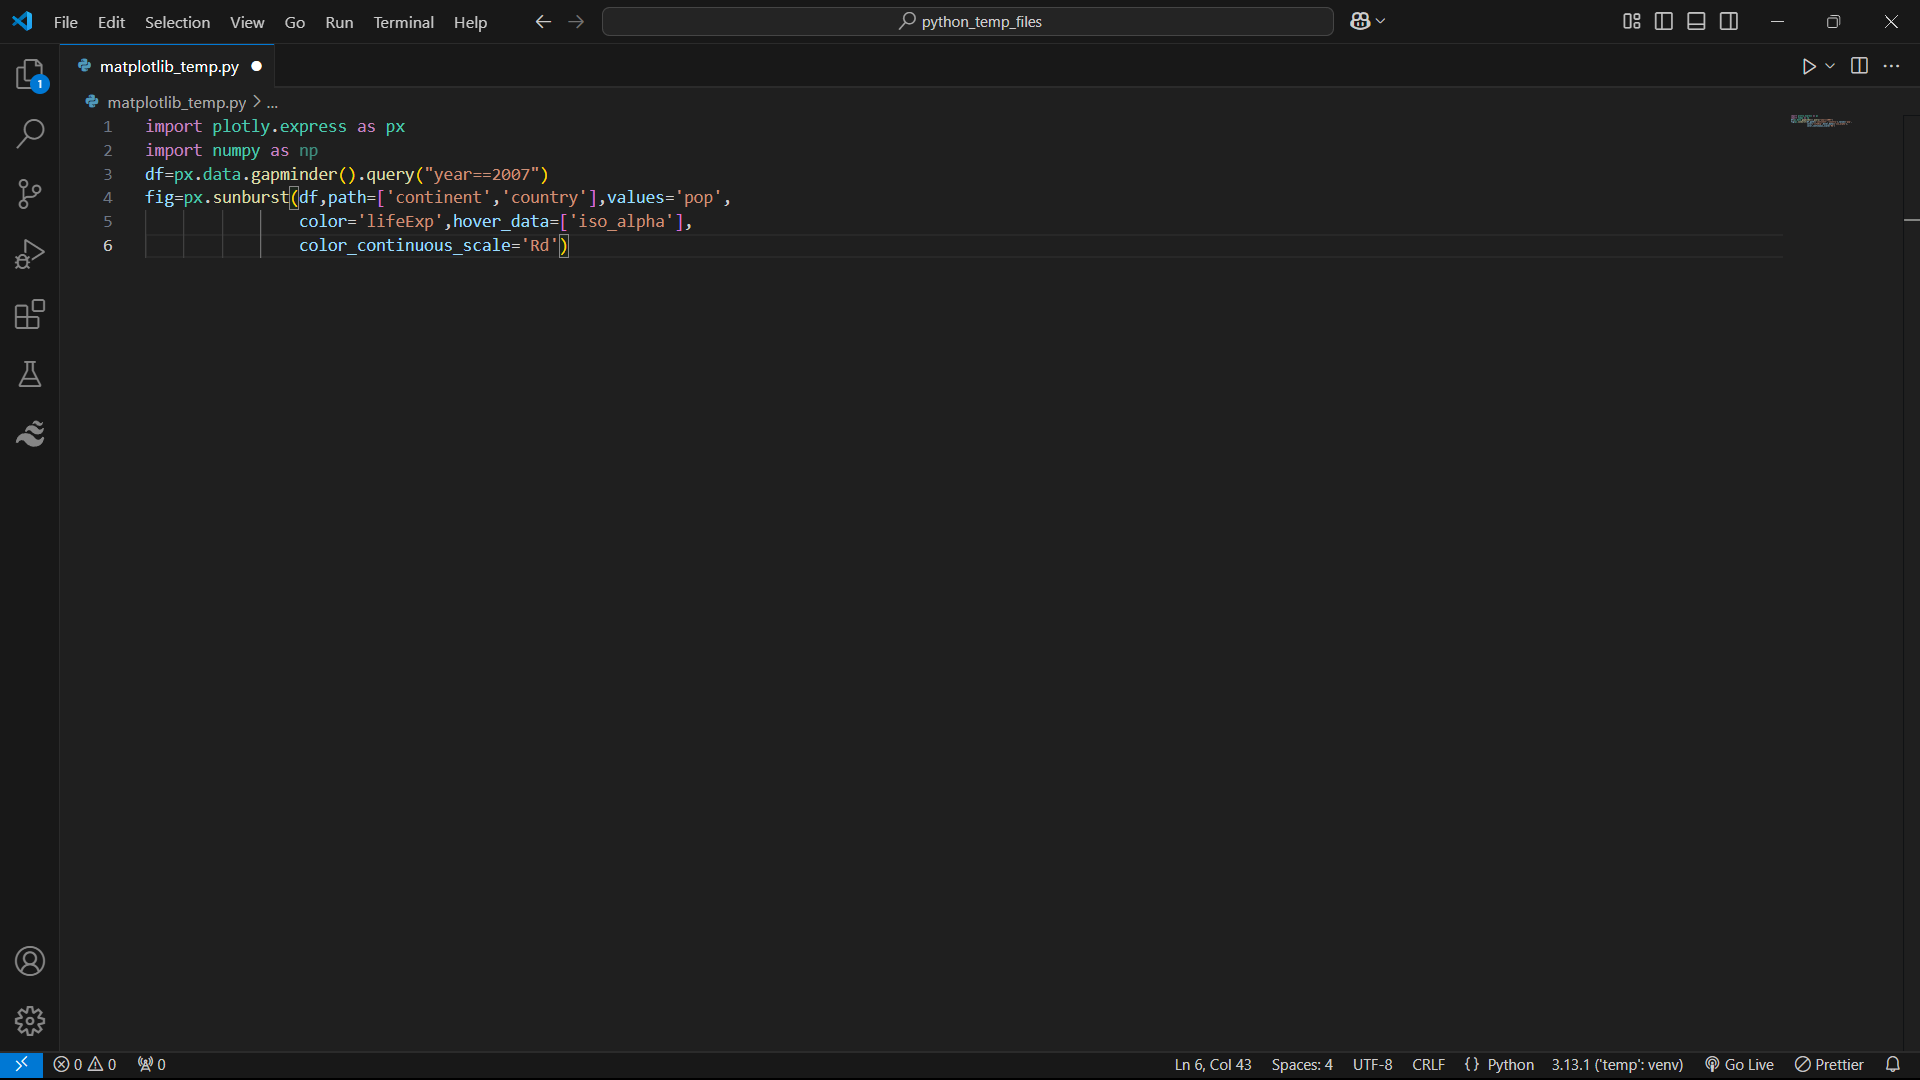 File Edit Selection View Go Run Terminal Help
python_temp_files
1
matplotlib_temp.py
matplotlib_temp.py > ...
1 import plotly.express as px
2 import numpy as np
3 df=px.data.gapminder().query("year==2007")
4 fig=px.sunburst(df,path=['continent','country'],values='pop',
5 color='lifeExp',hover_data=['iso_alpha'],
6 color_continuous_scale='Rd')
0 0 0 Ln 6, Col 43 Spaces: 4 UTF-8 CRLF {} Python 3.13.1 ('temp': venv) Go Live Prettier